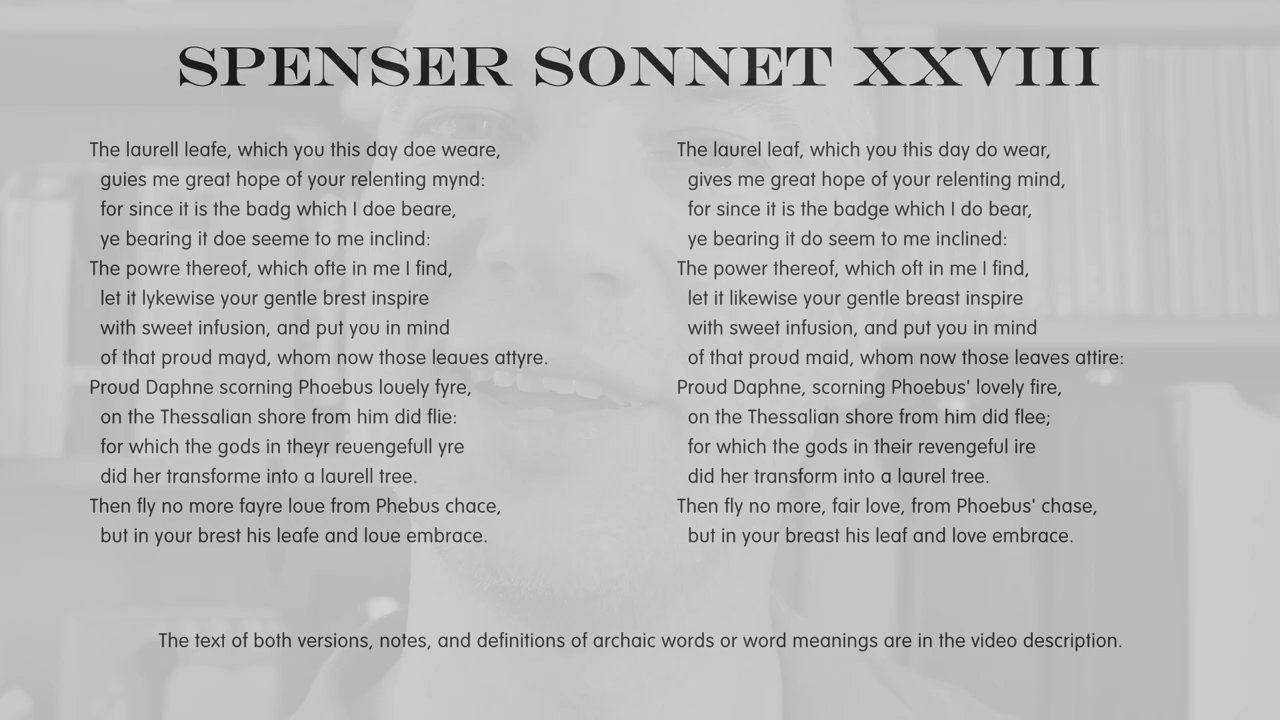 SPENSER SONNET XXVIII
The laurell leafe, which you this day doe weare,
guies me great hope of your relenting mynd:
for since it is the badg which I doe beare,
ye bearing it doe seeme to me inclind:
The powre thereof, which ofte in me I find,
let it lykewise your gentle brest inspire
with sweet infusion, and put you in mind
of that proud mayd, whom now those leaues attyre.
Proud Daphne scorning Phoebus louely fyre,
on the Thessalian shore from him did flie:
for which the gods in theyr reuengefull yre
did her transforme into a laurell tree.
Then fly no more fayre loue from Phebus chace,
but in your brest his leafe and loue embrace.
The laurel leaf, which you this day do wear,
gives me great hope of your relenting mind,
for since it is the badge which I do bear,
ye bearing it do seem to me inclined:
The power thereof, which oft in me I find,
let it likewise your gentle breast inspire
with sweet infusion, and put you in mind
of that proud maid, whom now those leaves attire:
Proud Daphne, scorning Phoebus' lovely fire,
on the Thessalian shore from him did flee;
for which the gods in their revengeful ire
did her transform into a laurel tree.
Then fly no more, fair love, from Phoebus' chase,
but in your breast his leaf and love embrace.
The text of both versions, notes, and definitions of archaic words or word meanings are in the video description.